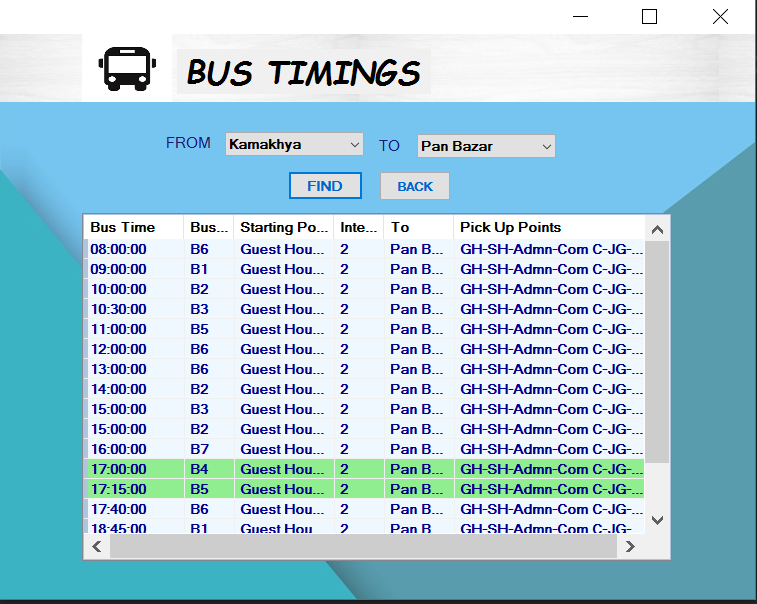 BUS TIMINGS
FROM Kamakhya TO Pan Bazar
FIND BACK
Bus Time Bus... Starting Po... Inte... To Pick Up Points
08:00:00 B6 Guest Hou... 2 Pan B... GH-SH-Admn-Com C-JG-...
09:00:00 B1 Guest Hou... 2 Pan B... GH-SH-Admn-Com C-JG-...
10:00:00 B2 Guest Hou... 2 Pan B... GH-SH-Admn-Com C-JG-...
10:30:00 B3 Guest Hou... 2 Pan B... GH-SH-Admn-Com C-JG-...
11:00:00 B5 Guest Hou... 2 Pan B... GH-SH-Admn-Com C-JG-...
12:00:00 B6 Guest Hou... 2 Pan B... GH-SH-Admn-Com C-JG-...
13:00:00 B6 Guest Hou... 2 Pan B... GH-SH-Admn-Com C-JG-...
14:00:00 B2 Guest Hou... 2 Pan B... GH-SH-Admn-Com C-JG-...
15:00:00 B3 Guest Hou... 2 Pan B... GH-SH-Admn-Com C-JG-...
15:00:00 B2 Guest Hou... 2 Pan B... GH-SH-Admn-Com C-JG-...
16:00:00 B7 Guest Hou... 2 Pan B... GH-SH-Admn-Com C-JG-...
17:00:00 B4 Guest Hou... 2 Pan B... GH-SH-Admn-Com C-JG-...
17:15:00 B5 Guest Hou... 2 Pan B... GH-SH-Admn-Com C-JG-...
17:40:00 B6 Guest Hou... 2 Pan B... GH-SH-Admn-Com C-JG-...
18:45:00 B1 Guest Hou 2 Pan B GH-SH-Admn-Com C-JG-